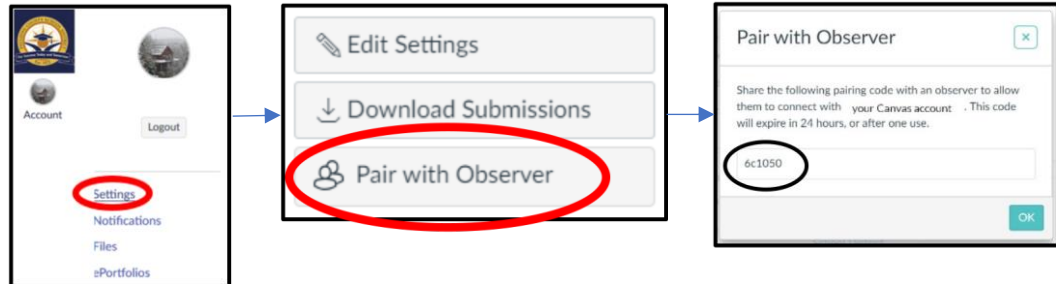 Account
Logout
Settings
Notifications
Files
ePortfolios
Edit Settings
Download Submissions
Pair with Observer
Pair with Observer
Share the following pairing code with an observer to allow
them to connect with your Canvas account . This code
will expire in 24 hours, or after one use.
6c1050
OK